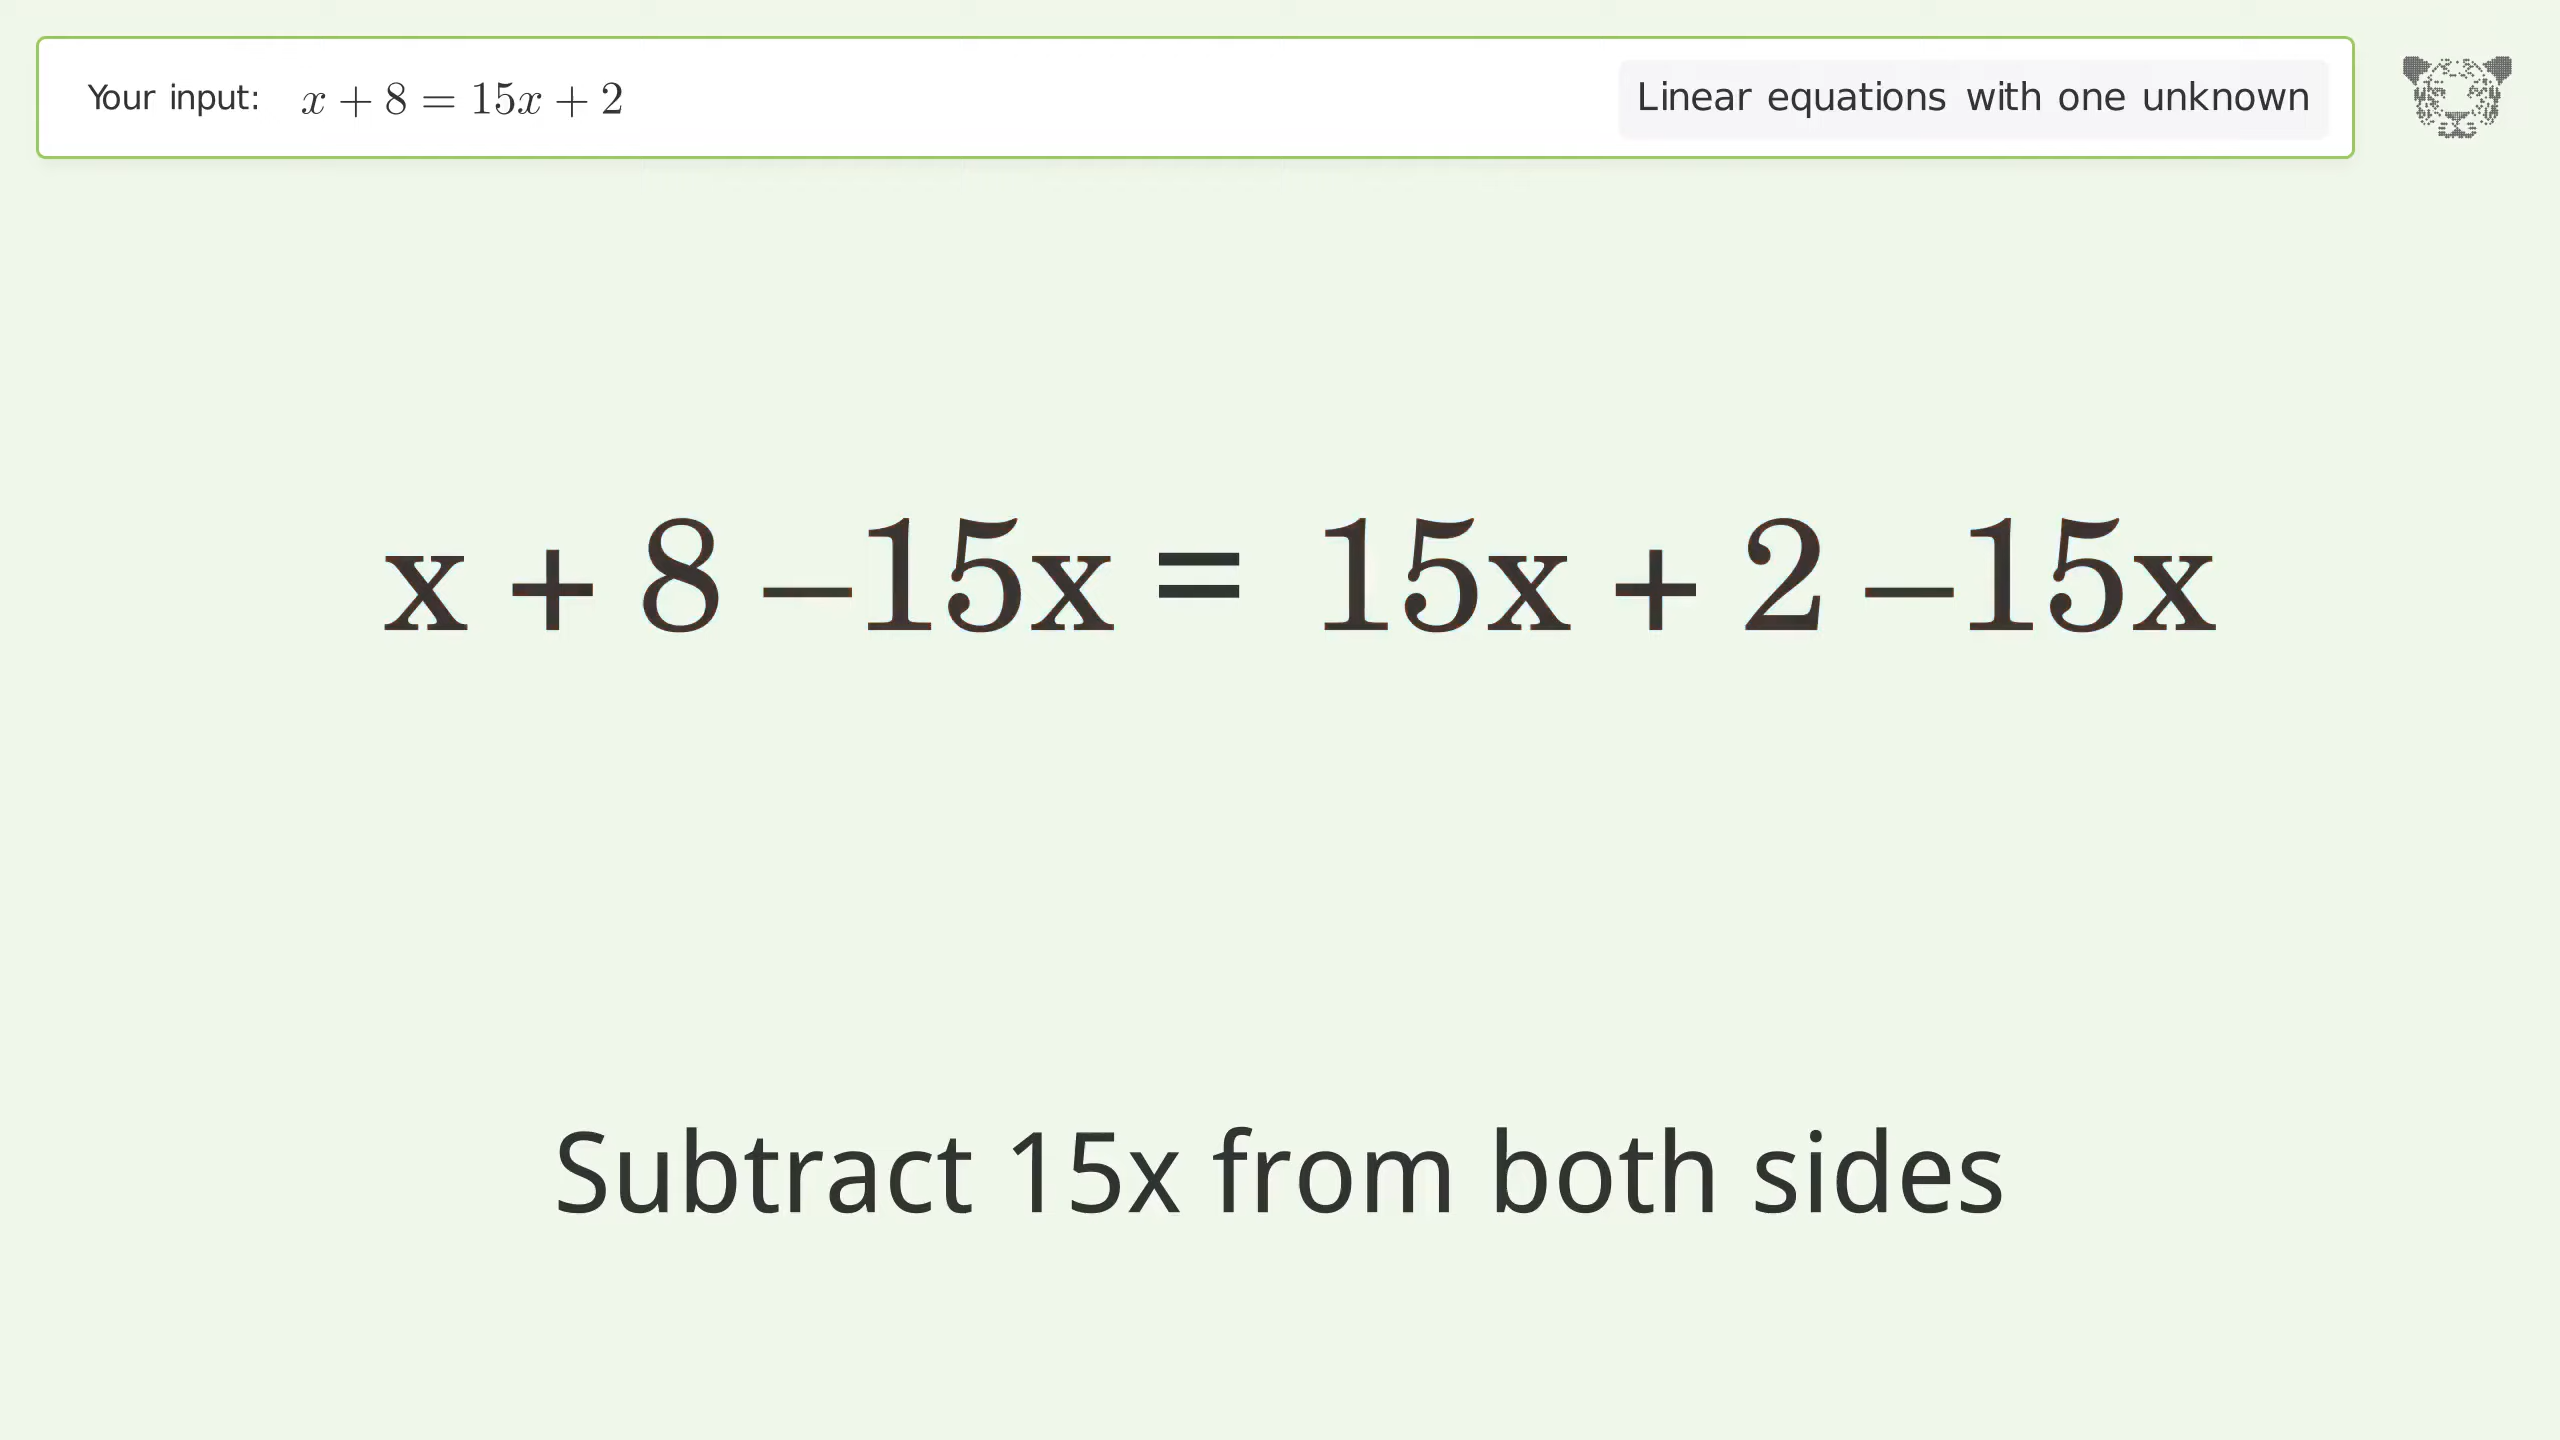 Your input: x + 8 = 15x + 2
Linear equations with one unknown
x + 8 –15x = 15x + 2 –15x
Subtract 15x from both sides